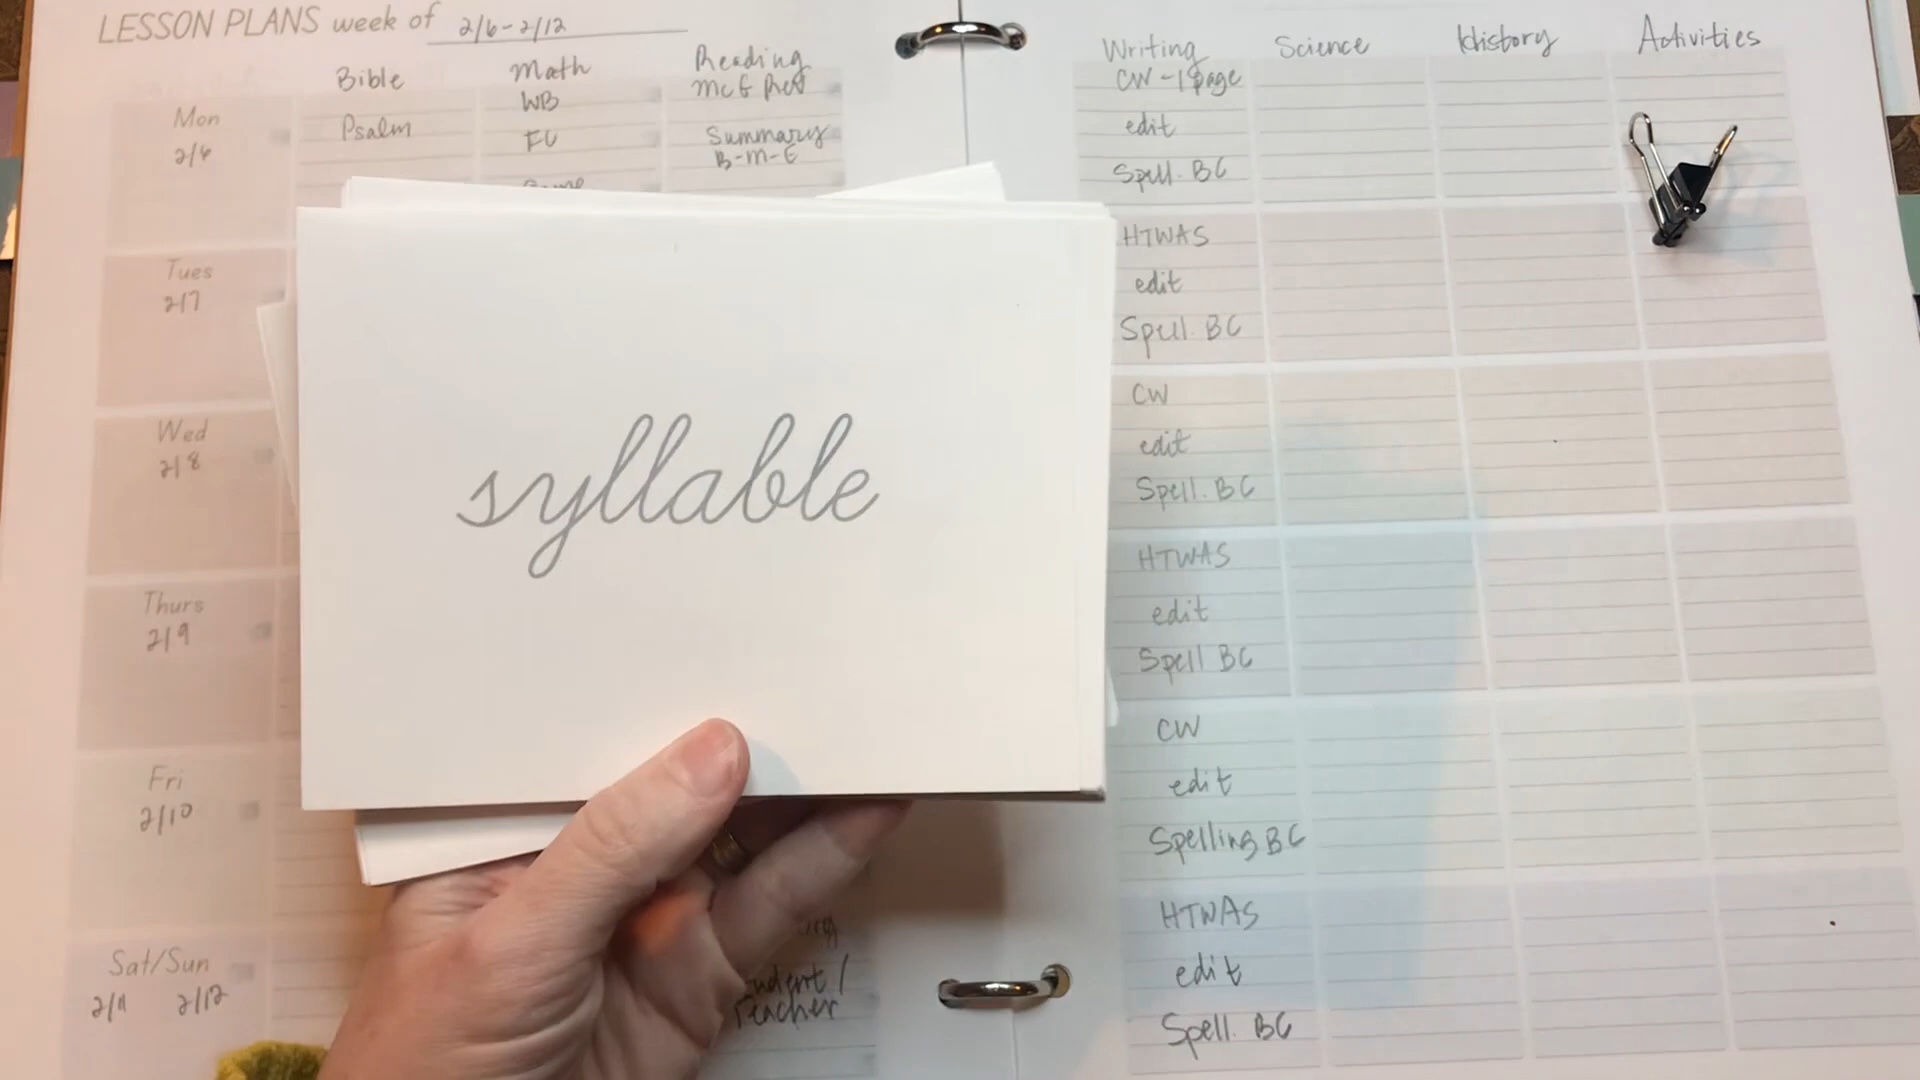 LESSON PLANS week of 2/6-2/12
Bible
Math
Reading
Mon
2/6
Psalm
WB
FC
McG
Summary
B-M-E
Tues
2/7
Wed
2/8
Thurs
2/9
Fri
2/10
Sat/Sun
2/11 2/12
syllable
Teacher
Writing
Science
History
Activities
CW - 1 page
edit
Spell. BC
HTWAS
edit
Spell. BC
CW
edit
Spell. BC
HTWAS
edit
Spell BC
CW
edit
Spelling BC
HTWAS
edit
Spell. BC